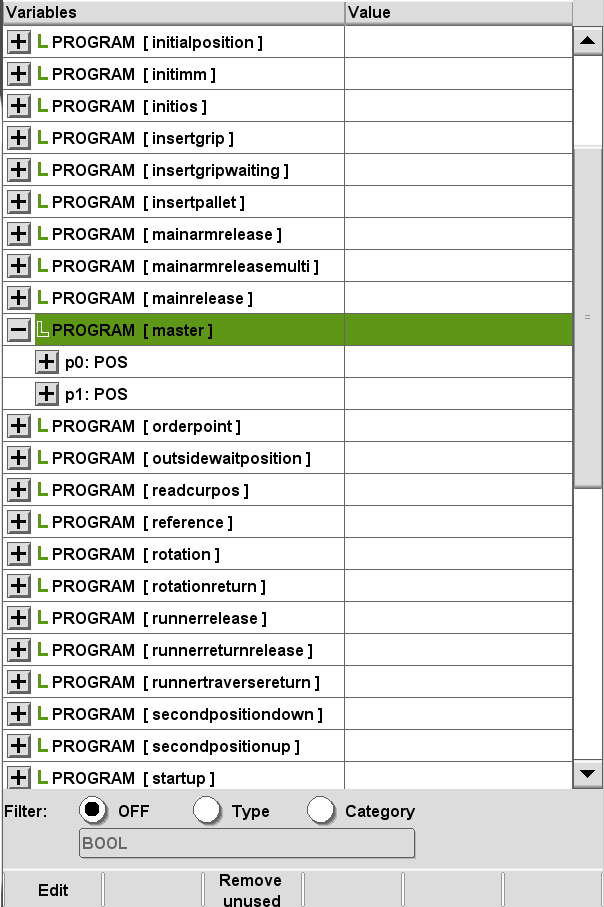 Variables Value
L PROGRAM [ initialposition ]
L PROGRAM [ initimm ]
L PROGRAM [ initios ]
L PROGRAM [ insertgrip ]
L PROGRAM [ insertgripwaiting ]
L PROGRAM [ insertpallet ]
L PROGRAM [ mainarmrelease ]
L PROGRAM [ mainarmreleasemulti ]
L PROGRAM [ mainrelease ]
L PROGRAM [ master ]
p0: POS
p1: POS
L PROGRAM [ orderpoint ]
L PROGRAM [ outsidewaitposition ]
L PROGRAM [ readcurpos ]
L PROGRAM [ reference ]
L PROGRAM [ rotation ]
L PROGRAM [ rotationreturn ]
L PROGRAM [ runnerrelease ]
L PROGRAM [ runnerreturnrelease ]
L PROGRAM [ runnertraversereturn ]
L PROGRAM [ secondpositiondown ]
L PROGRAM [ secondpositionup ]
L PROGRAM [ startup ]
Filter: OFF Type Category
BOOL
Edit Remove
unused